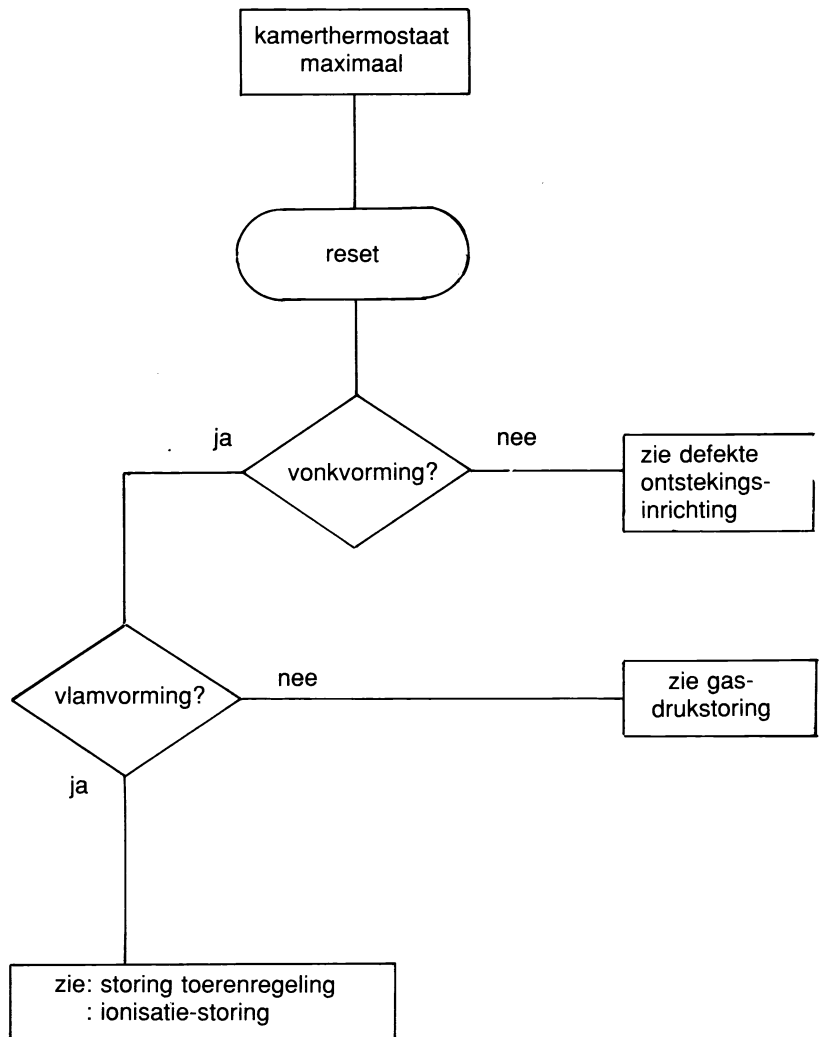 kamerthermostaat
maximaal
reset
ja
nee
vonkvorming?
zie defekte
ontstekings-
inrichting
nee
vlamvorming?
zie gas-
drukstoring
ja
zie: storing toerenregeling
: ionisatie-storing